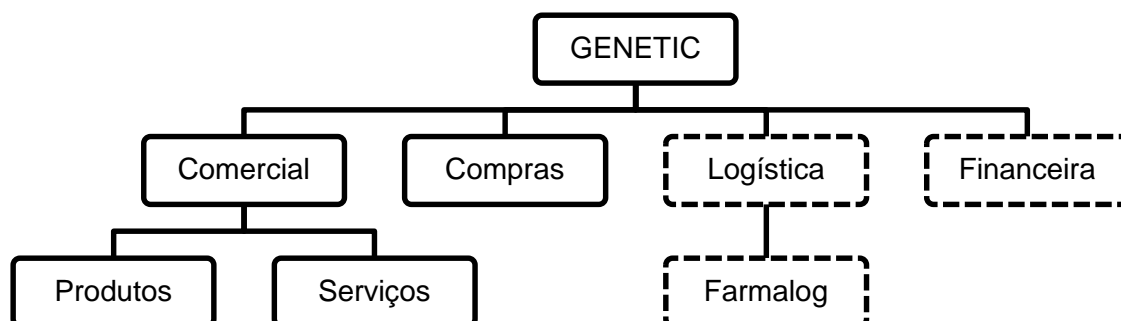 GENETIC
Comercial
Compras
Logística
Financeira
Produtos
Serviços
Farmalog